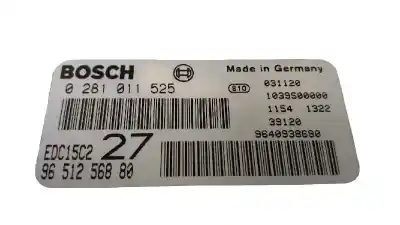 BOSCH
Made in Germany
0 281 011 525
610
031120
1039S00000
1154 1322
39120
9640938680
EDC15C2 27
96 512 568 80